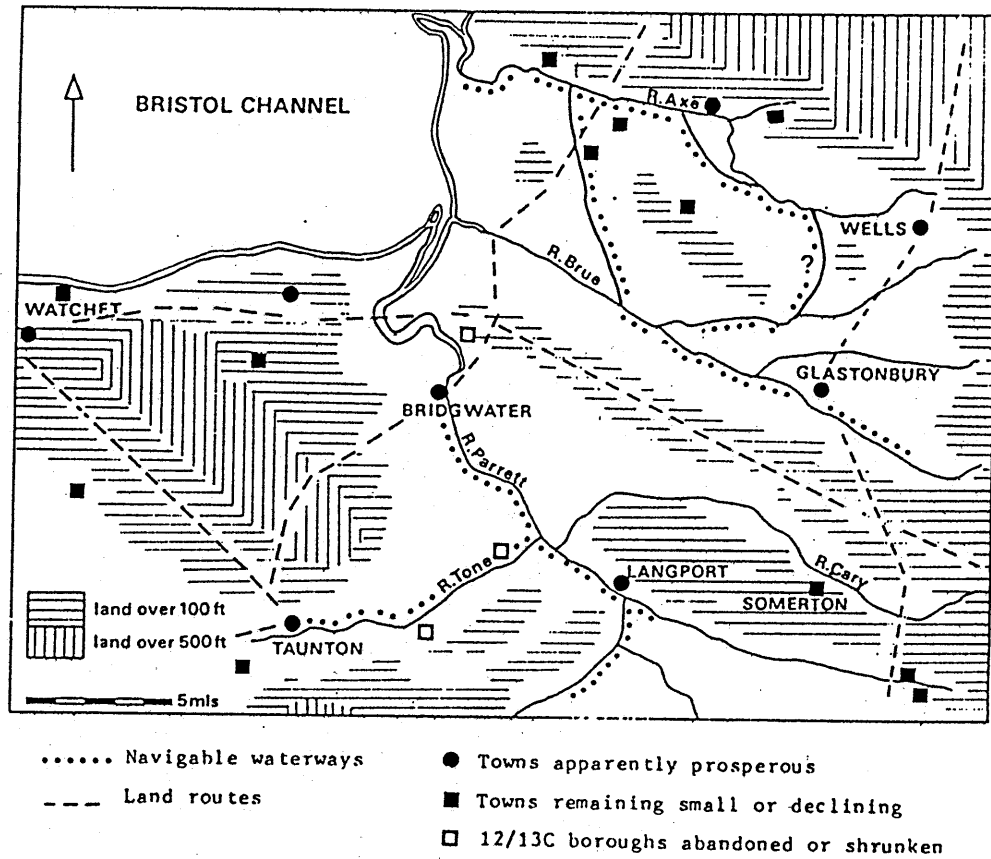 BRISTOL CHANNEL
R. Axe
WELLS
R. Brue
WATCHET
GLASTONBURY
BRIDGWATER
R. Parrett
R. Tone
LANGPORT
R. Cary
SOMERTON
land over 100 ft
land over 500 ft
TAUNTON
5mls
?
Navigable waterways
Towns apparently prosperous
Land routes
Towns remaining small or declining
12/13C boroughs abandoned or shrunken